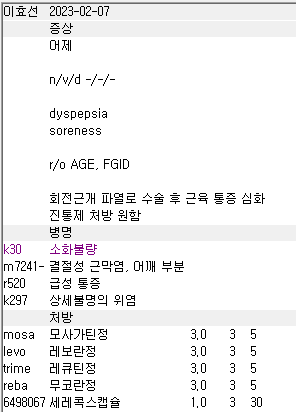 이효선 2023-02-07
증상
어제
n/v/d -/-/-
dyspepsia
soreness
r/o AGE, FGID
회전근개 파열로 수술 후 근육 통증 심화
진통제 처방 원함
병명
k30 소화불량
m7241- 결절성 근막염, 어깨 부분
r520 급성 통증
k297 상세불명의 위염
처방
mosa 모사가틴정 3,0 3 5
levo 레보란정 3,0 3 5
trime 레큐틴정 3,0 3 5
reba 무코란정 3,0 3 5
6498067 세레콕스캡슐 1,0 3 30